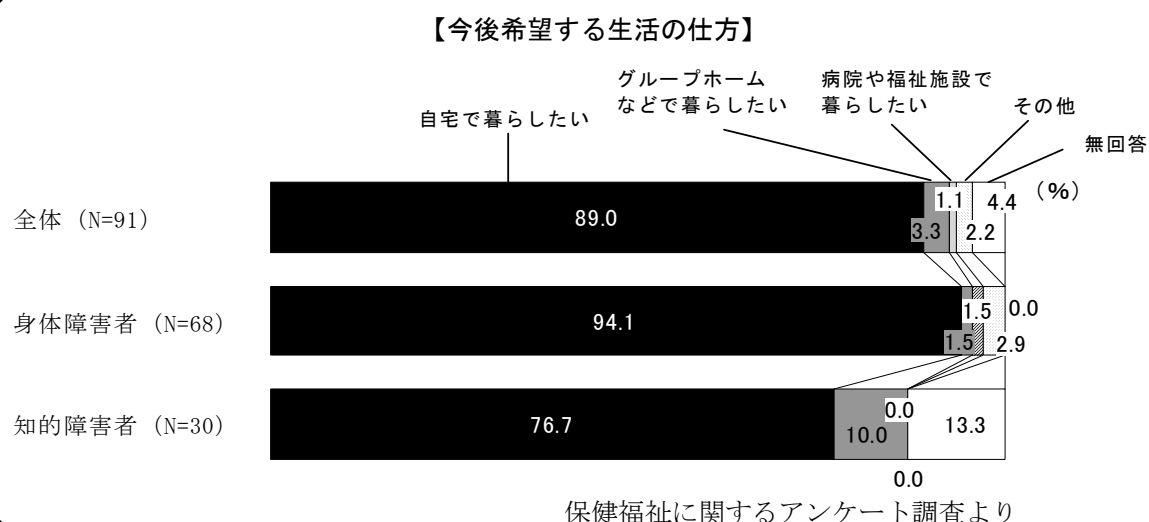 【今後希望する生活の仕方】
自宅で暮らしたい
グループホーム
などで暮らしたい
病院や福祉施設で
暮らしたい
その他
無回答
(%)
全体 (N=91)
89.0
3.3
1.1
2.2
4.4
身体障害者 (N=68)
94.1
1.5
1.5
2.9
0.0
知的障害者 (N=30)
76.7
10.0
0.0
0.0
13.3
保健福祉に関するアンケート調査より